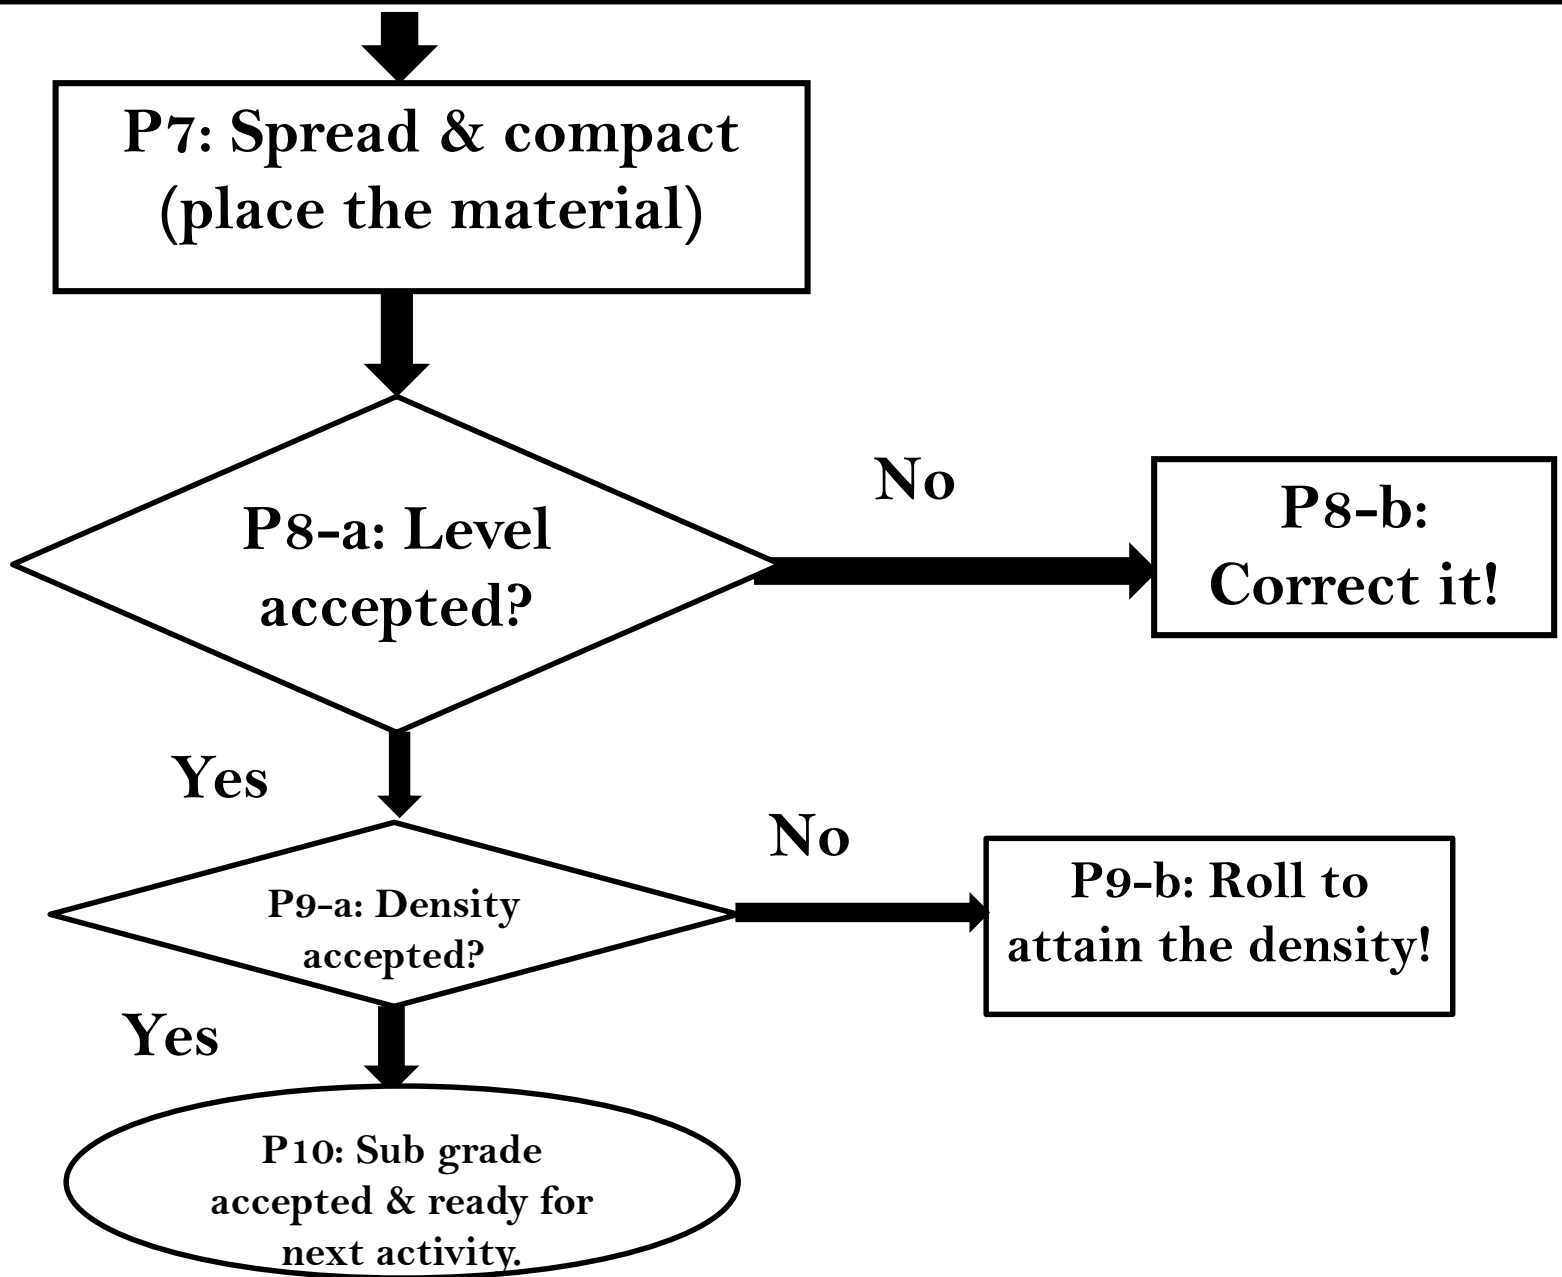 P7: Spread & compact
(place the material)
No
P8-a: Level
accepted?
P8-b:
Correct it!
Yes
No
P9-a: Density
accepted?
P9-b: Roll to
attain the density!
Yes
P10: Sub grade
accepted & ready for
next activity.